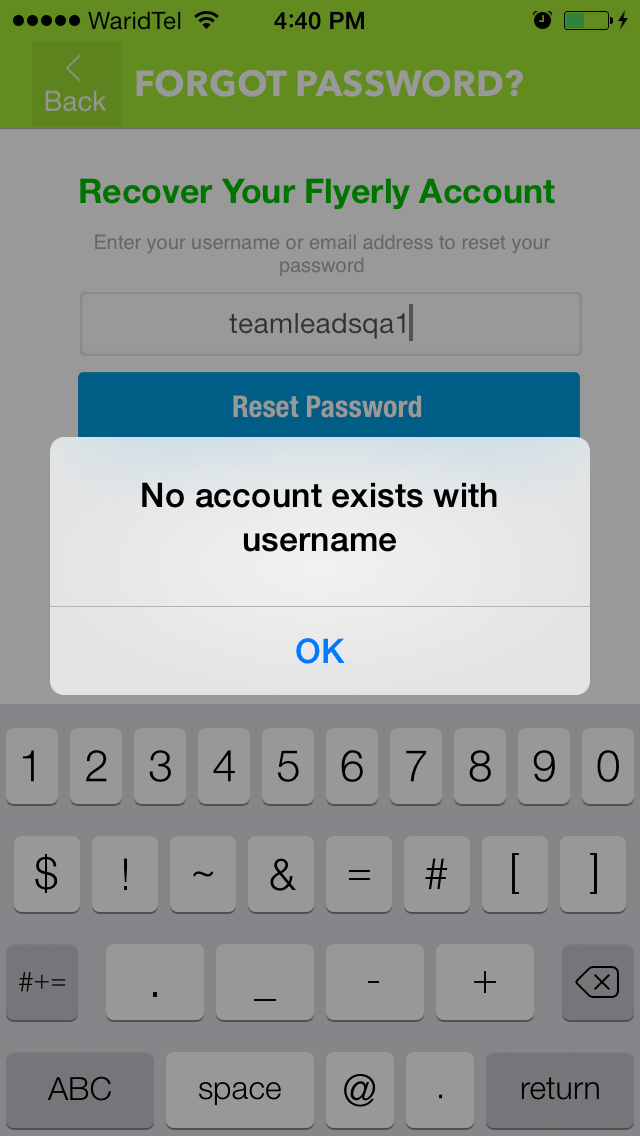 WaridTel 4:40 PM
Back FORGOT PASSWORD?
Recover Your Flyerly Account
Enter your username or email address to reset your
password
teamleadsqa1
Reset Password
No account exists with
username
OK
1 2 3 4 5 6 7 8 9 0
$ ! ~ & = # [ ]
#+= . _ - +
ABC space @ . return